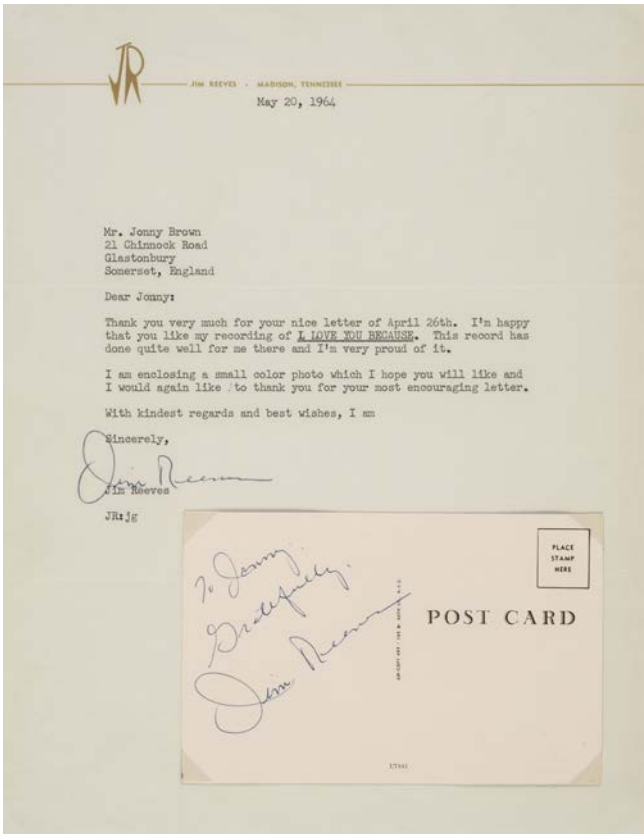 JR
JIM REEVES · MADISON, TENNESSEE
May 20, 1964
Mr. Jonny Brown
21 Chinnock Road
Glastonbury
Somerset, England
Dear Jonny:
Thank you very much for your nice letter of April 26th. I'm happy
that you like my recording of I LOVE YOU BECAUSE. This record has
done quite well for me there and I'm very proud of it.
I am enclosing a small color photo which I hope you will like and
I would again like to thank you for your most encouraging letter.
With kindest regards and best wishes, I am
Sincerely,
Jim Reeves
Jim Reeves
JR:jg
To Jonny.
Gratefully.
Jim Reeves
PLACE
STAMP
HERE
POST CARD